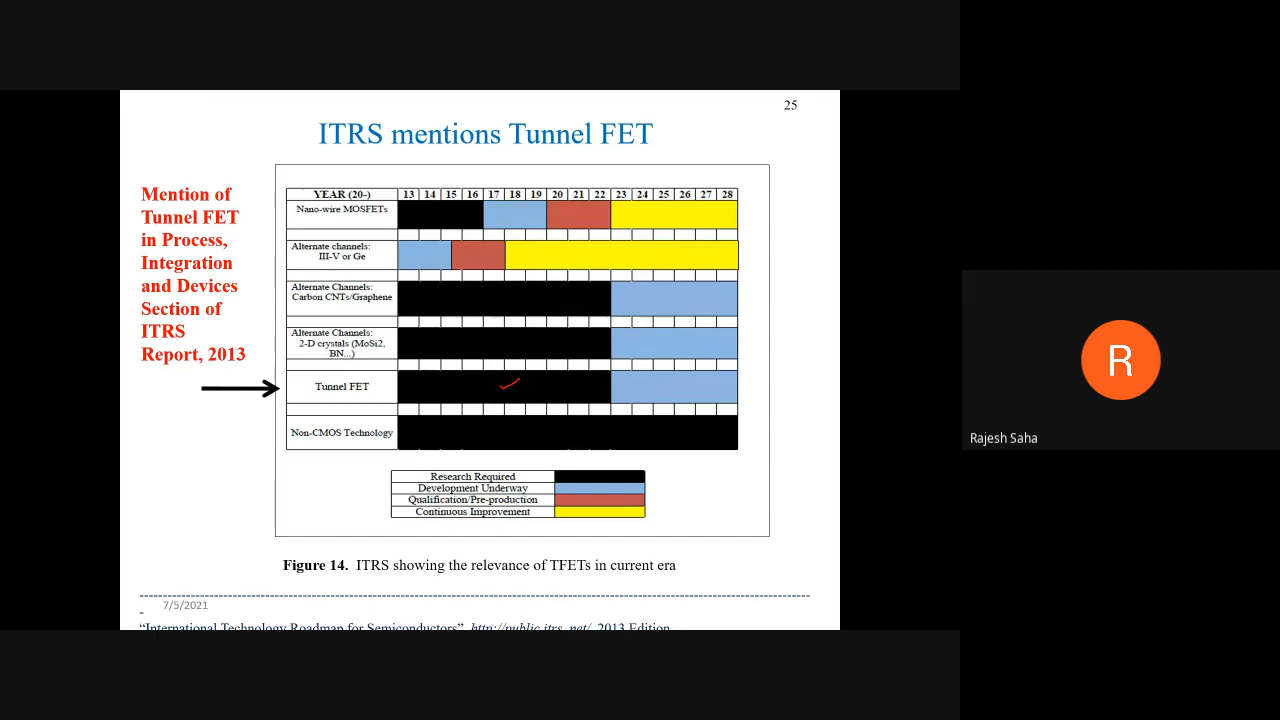 25
ITRS mentions Tunnel FET
Mention of
Tunnel FET
in Process,
Integration
and Devices
Section of
ITRS
Report, 2013
YEAR (20-) 13 14 15 16 17 18 19 20 21 22 23 24 25 26 27 28
Nano-wire MOSFETs
Alternate channels:
III-V or Ge
Alternate Channels:
Carbon CNTs/Graphene
Alternate Channels:
2-D crystals (MoSi2,
BN...)
Tunnel FET
Non-CMOS Technology
Research Required
Development Underway
Qualification/Pre-production
Continuous Improvement
Figure 14. ITRS showing the relevance of TFETs in current era
7/5/2021
"International Technology Roadmap for Semiconductors", http://public.itrs. net/, 2013 Edition
R
Rajesh Saha